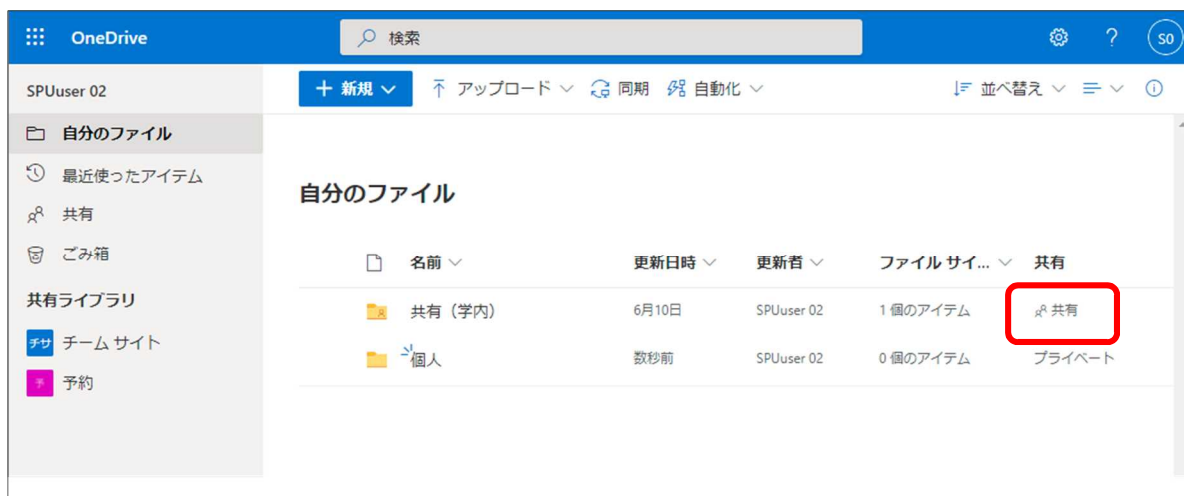 OneDrive 検索 ? SO
SPUuser 02
自分のファイル
最近使ったアイテム
共有
ごみ箱
共有ライブラリ
チサ チーム サイト
予 予約
新規 アップロード 同期 自動化 並べ替え
自分のファイル
名前 更新日時 更新者 ファイル サイ... 共有
共有（学内） 6月10日 SPUuser 02 1 個のアイテム 共有
個人 数秒前 SPUuser 02 0 個のアイテム プライベート